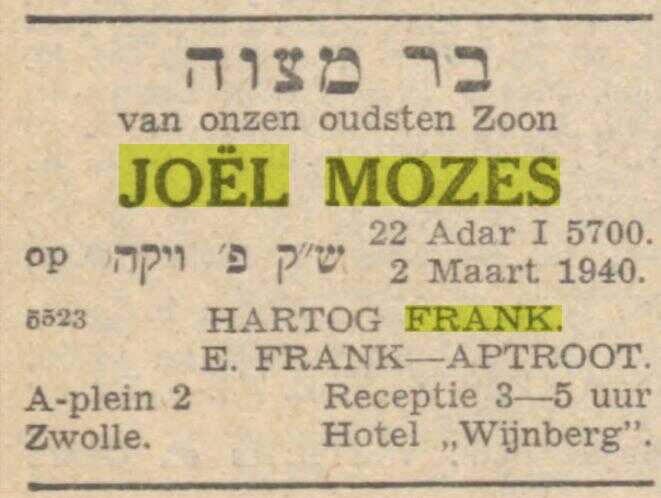 בר מצוה
van onzen oudsten Zoon
JOËL MOZES
op ש״ק פ׳ ויקה׳ 22 Adar I 5700.
2 Maart 1940.
5523 HARTOG FRANK.
E. FRANK—APTROOT.
A-plein 2 Receptie 3—5 uur
Zwolle. Hotel „Wijnberg”.